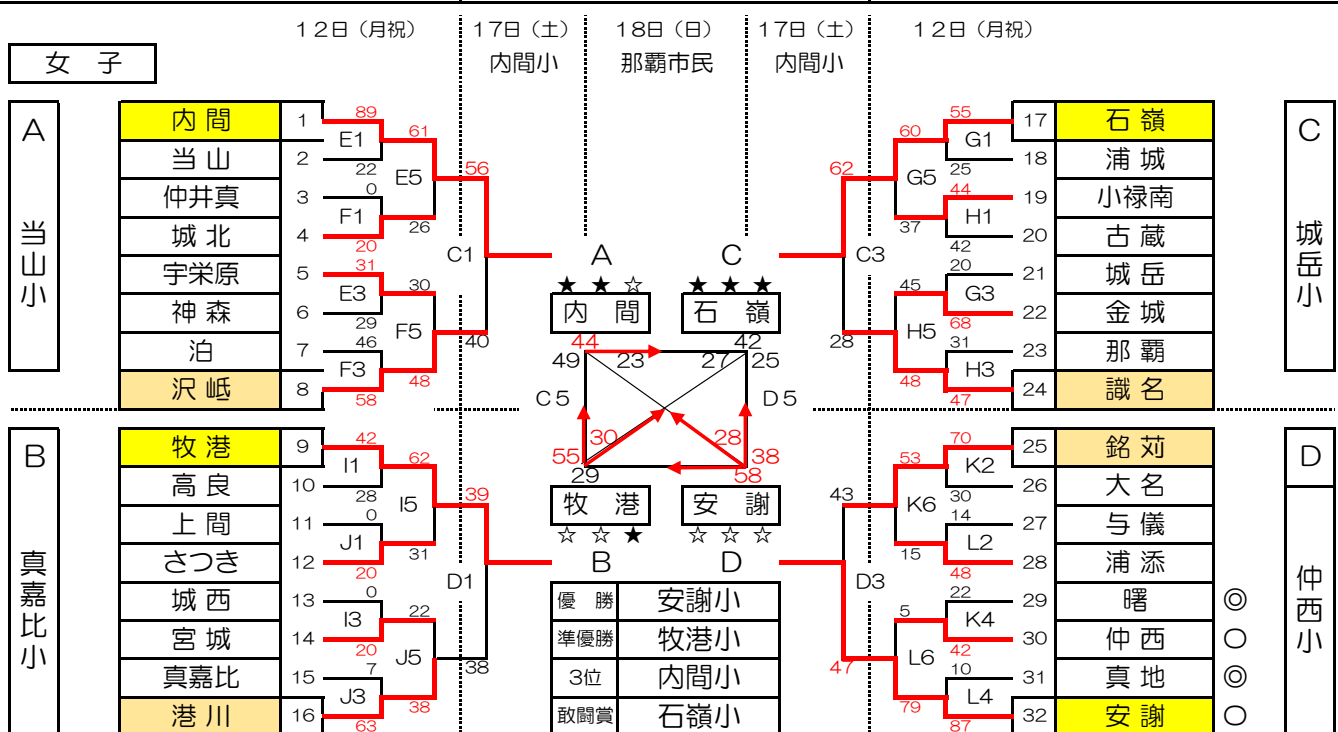 12日（月祝） 17日（土） 18日（日） 17日（土） 12日（月祝）
内間小 那覇市民 内間小
女 子
A
当山小
内間 1
当山 2
仲井真 3
城北 4
宇栄原 5
神森 6
泊 7
沢岻 8
89
E1
22
0
F1
20
31
E3
29
46
F3
58
61
E5
26
30
F5
48
56
C1
40
B
真嘉比小
牧港 9
高良 10
上間 11
さつき 12
城西 13
宮城 14
真嘉比 15
港川 16
42
I1
28
0
J1
20
0
I3
20
7
J3
63
62
I5
31
22
J5
38
39
D1
38
A C
★ ★ ☆ ★ ★ ★
内 間 石 嶺
44 42
49 23 27 25
C5 D5
30 28
55 38
29 58
牧 港 安 謝
☆ ☆ ★ ☆ ☆ ☆
B D
優 勝 安謝小
準優勝 牧港小
3位 内間小
敢闘賞 石嶺小
62
C3
28
60
G5
37
45
H5
48
55
G1
25
44
H1
42
20
G3
68
31
H3
47
17 石嶺
18 浦城
19 小禄南
20 古蔵
21 城岳
22 金城
23 那覇
24 識名
C
城岳小
43
D3
47
53
K6
15
5
L6
79
70
K2
30
14
L2
48
22
K4
42
10
L4
87
25 銘苅
26 大名
27 与儀
28 浦添
29 曙 ◎
30 仲西 ○
31 真地 ◎
32 安謝 ○
D
仲西小